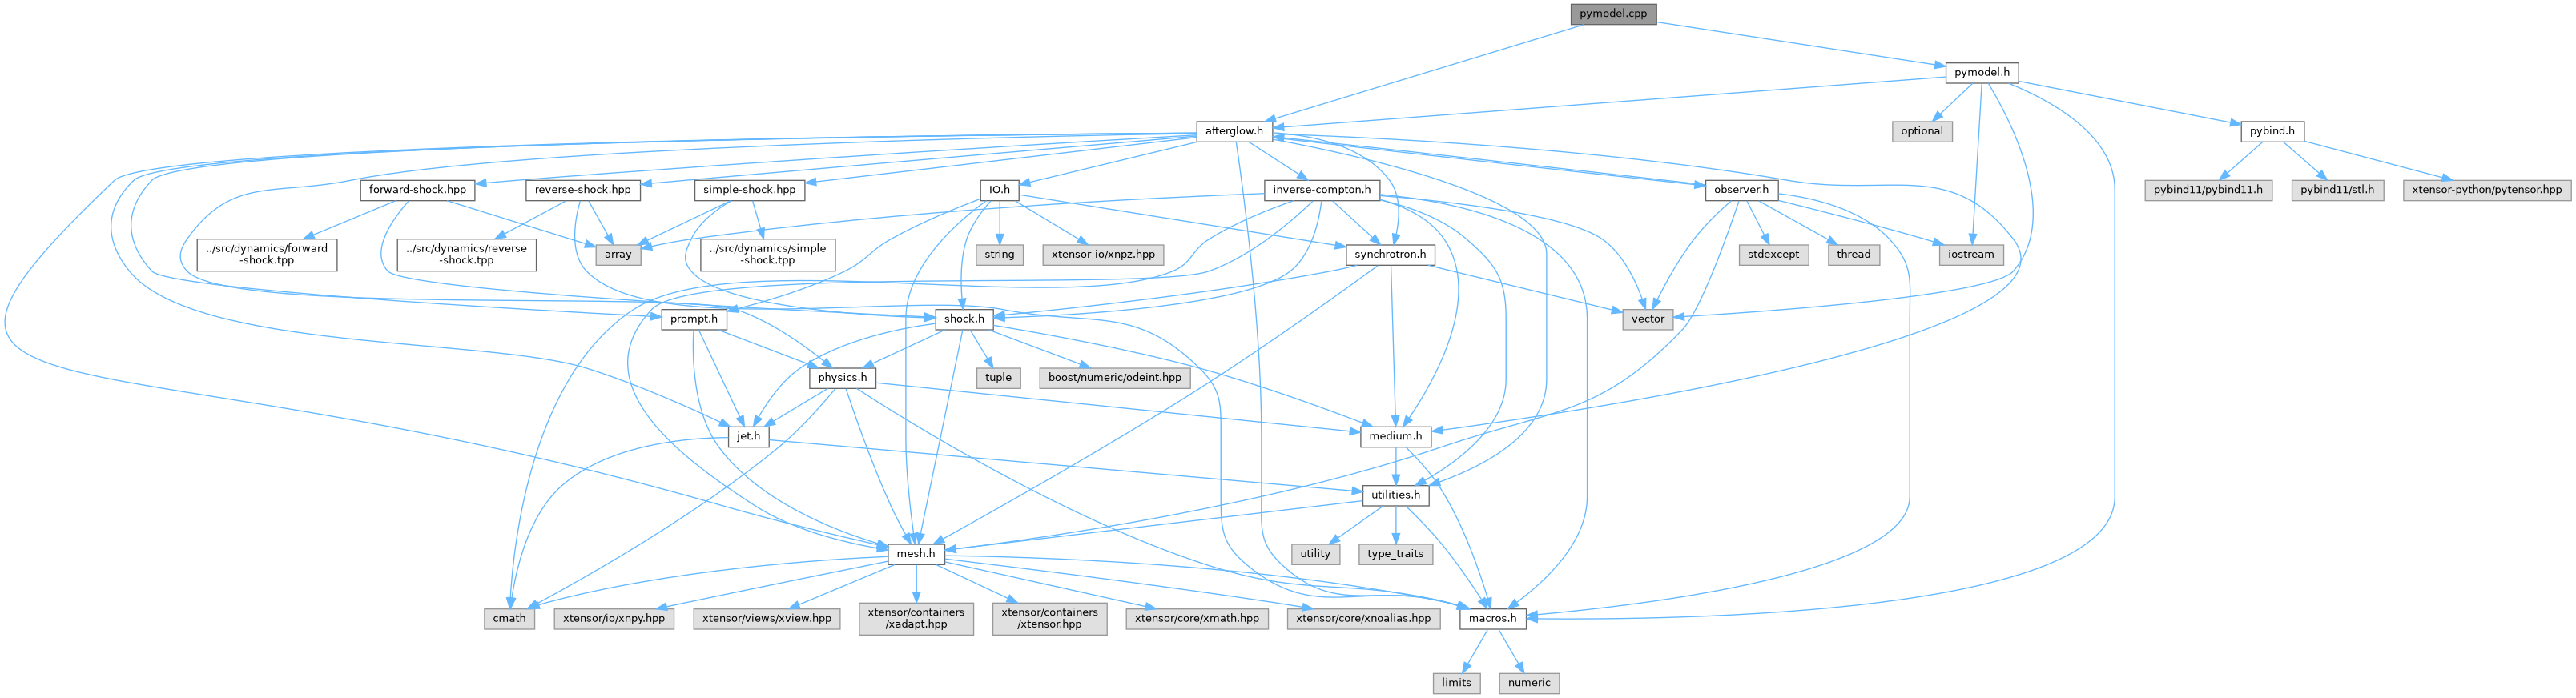 pymodel.cpp
pymodel.h
afterglow.h
optional
pybind.h
forward-shock.hpp
reverse-shock.hpp
simple-shock.hpp
IO.h
inverse-compton.h
observer.h
pybind11/pybind11.h
pybind11/stl.h
xtensor-python/pytensor.hpp
../src/dynamics/forward
-shock.tpp
../src/dynamics/reverse
-shock.tpp
array
../src/dynamics/simple
-shock.tpp
string
xtensor-io/xnpz.hpp
synchrotron.h
stdexcept
thread
iostream
prompt.h
shock.h
vector
physics.h
tuple
boost/numeric/odeint.hpp
jet.h
medium.h
utilities.h
mesh.h
utility
type_traits
cmath
xtensor/io/xnpy.hpp
xtensor/views/xview.hpp
xtensor/containers
/xadapt.hpp
xtensor/containers
/xtensor.hpp
xtensor/core/xmath.hpp
xtensor/core/xnoalias.hpp
macros.h
limits
numeric